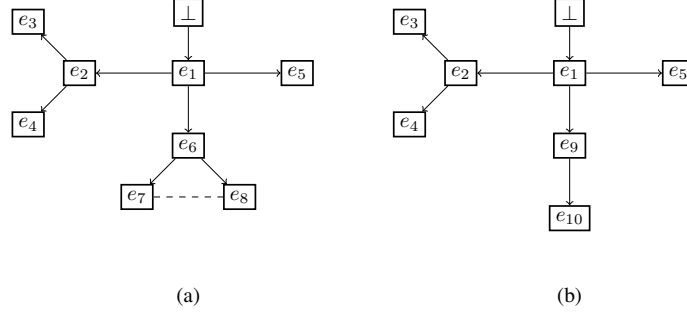 e₃ ⊥ e₃ ⊥
e₂ e₁ e₅ e₂ e₁ e₅
e₄ e₄
e₆ e₉
e₇ e₈
e₁₀
(a) (b)